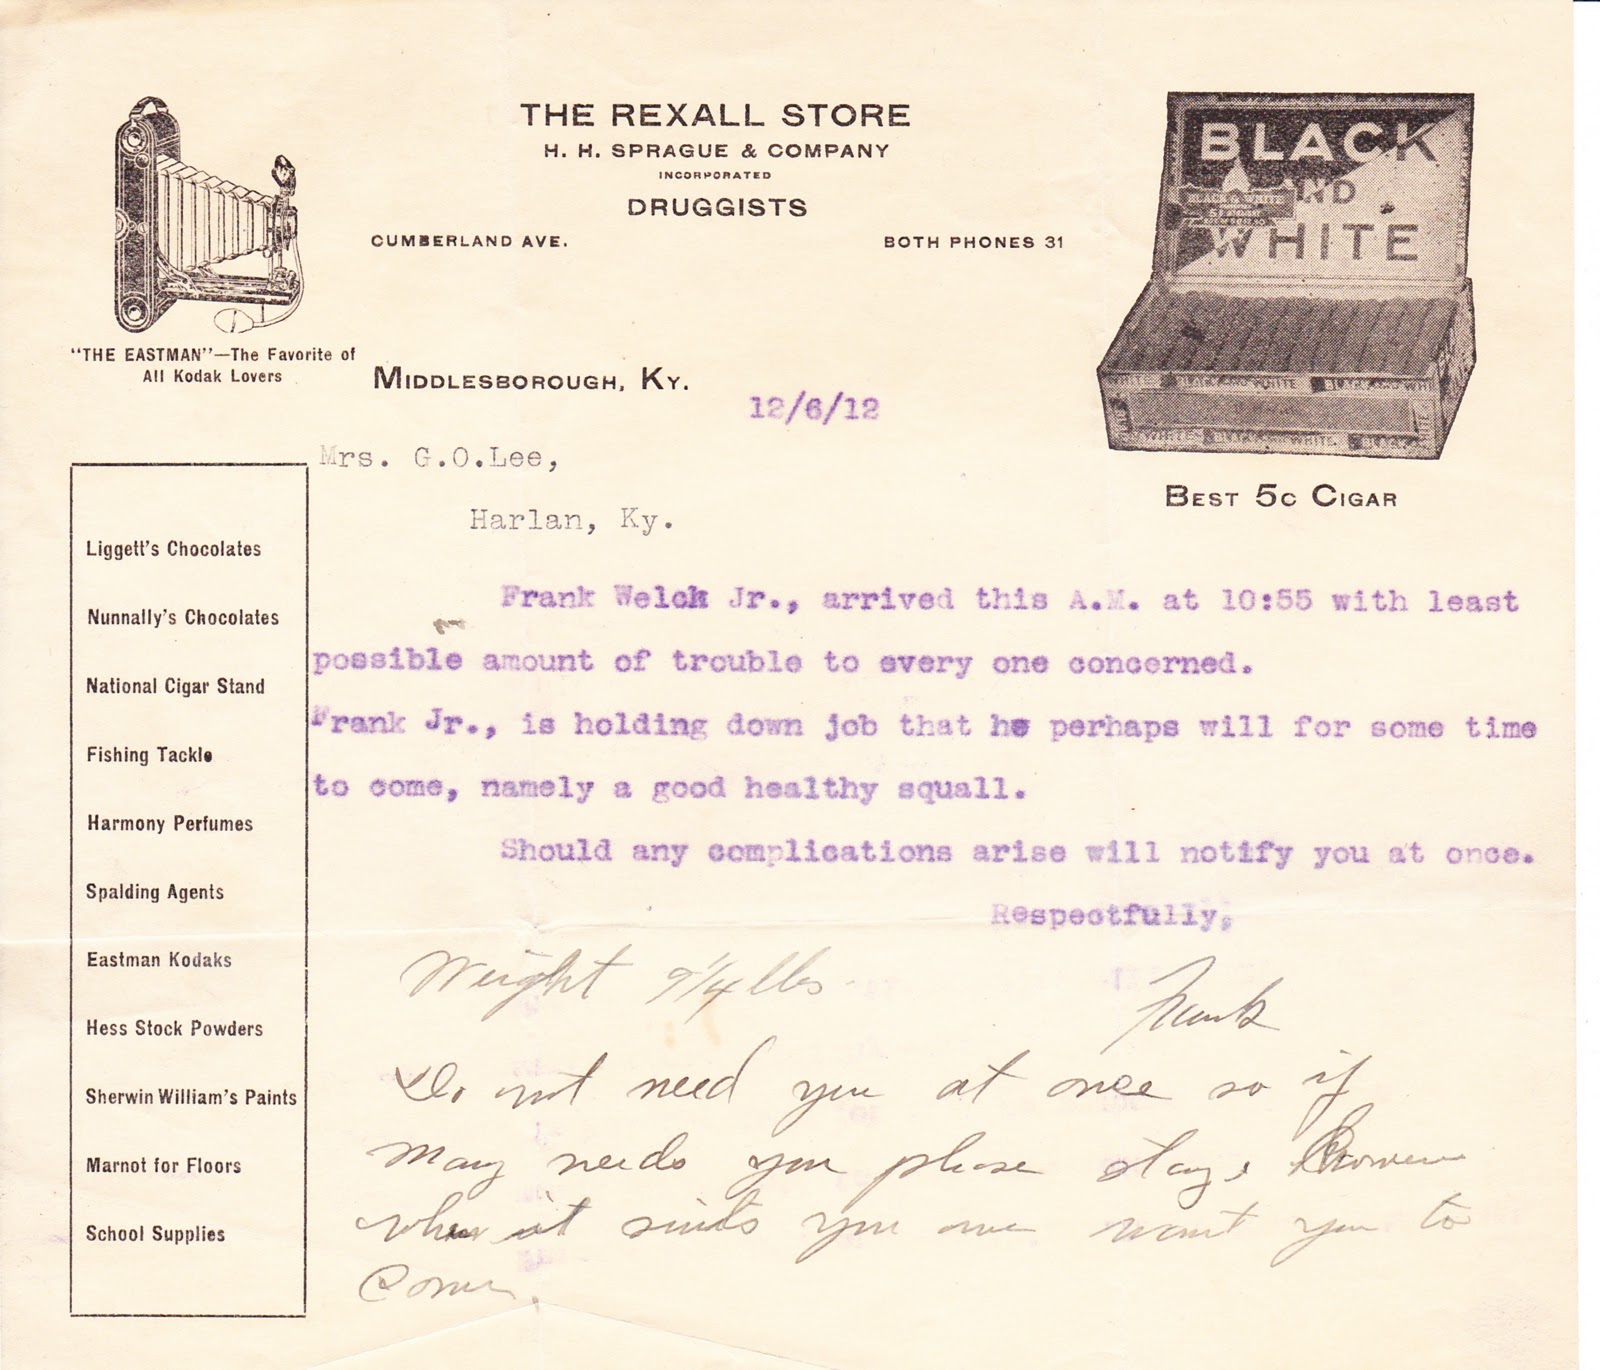 THE REXALL STORE
H. H. SPRAGUE & COMPANY
INCORPORATED
DRUGGISTS
CUMBERLAND AVE. BOTH PHONES 31
"THE EASTMAN"—The Favorite of
All Kodak Lovers
BLACK
AND
WHITE
BLACK & WHITE
BEST 5c CIGAR
MIDDLESBOROUGH, KY.
12/6/12
Mrs. G.O.Lee,
Harlan, Ky.
Frank Welch Jr., arrived this A.M. at 10:55 with least
possible amount of trouble to every one concerned.
Frank Jr., is holding down job that he perhaps will for some time
to come, namely a good healthy squall.
Should any complications arise will notify you at once.
Respectfully,
Weight 9 1/4 lbs.
Frank
Do not need you at once so if
Mary needs you please stay, However
when it suits you we want you to
Come.
Liggett's Chocolates
Nunnally's Chocolates
National Cigar Stand
Fishing Tackle
Harmony Perfumes
Spalding Agents
Eastman Kodaks
Hess Stock Powders
Sherwin William's Paints
Marnot for Floors
School Supplies